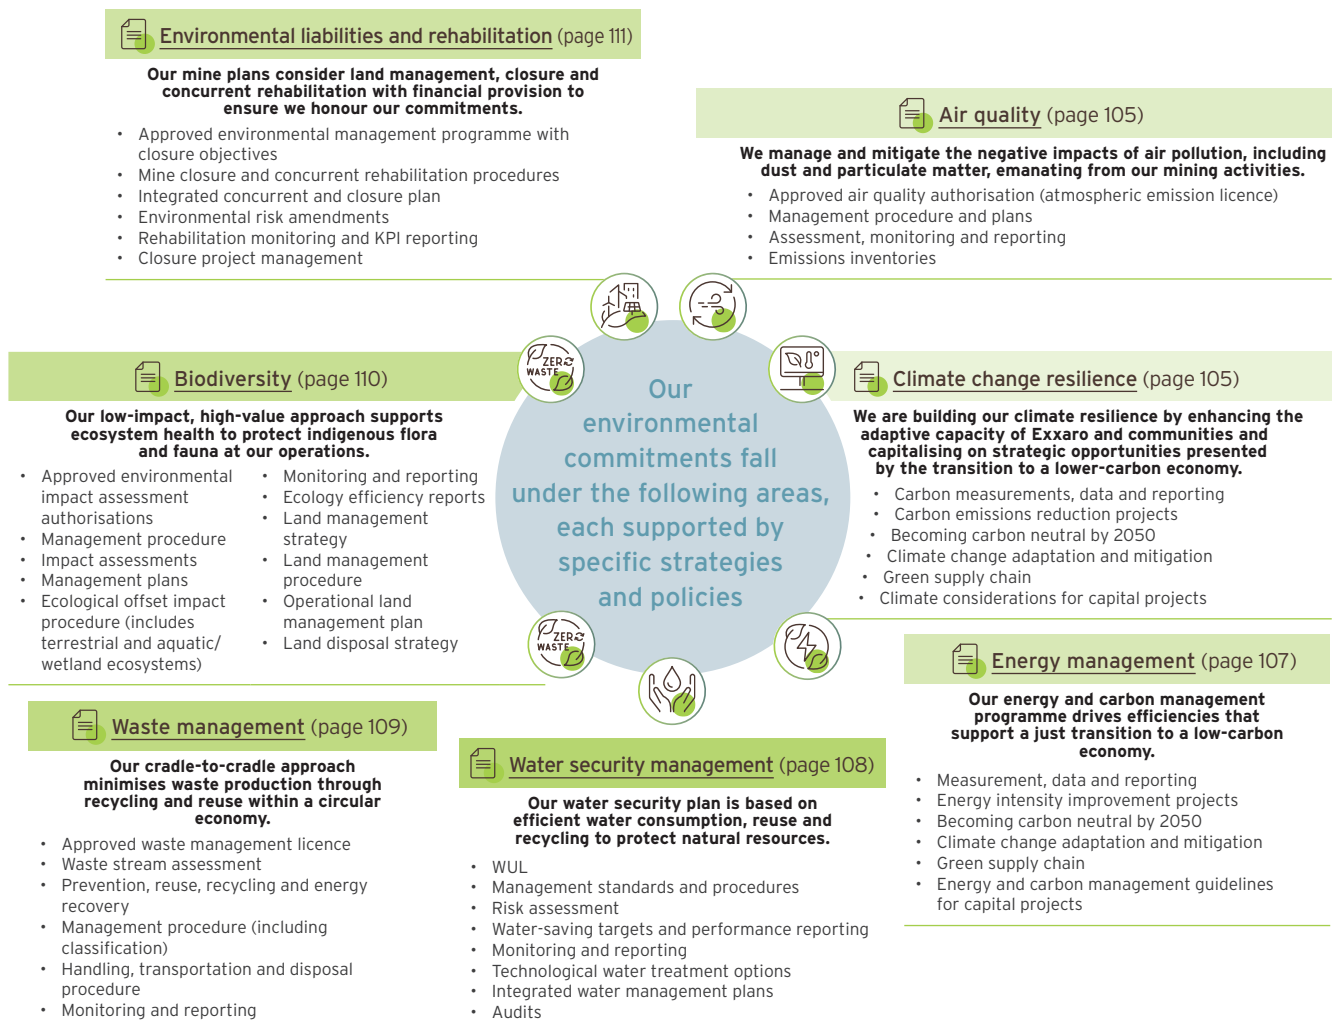 Environmental liabilities and rehabilitation (page 111)
Our mine plans consider land management, closure and
concurrent rehabilitation with financial provision to
ensure we honour our commitments.
• Approved environmental management programme with
closure objectives
• Mine closure and concurrent rehabilitation procedures
• Integrated concurrent and closure plan
• Environmental risk amendments
• Rehabilitation monitoring and KPI reporting
• Closure project management
Air quality (page 105)
We manage and mitigate the negative impacts of air pollution, including
dust and particulate matter, emanating from our mining activities.
• Approved air quality authorisation (atmospheric emission licence)
• Management procedure and plans
• Assessment, monitoring and reporting
• Emissions inventories
ZERO
WASTE
Biodiversity (page 110)
Our low-impact, high-value approach supports
ecosystem health to protect indigenous flora
and fauna at our operations.
• Approved environmental
impact assessment
authorisations
• Management procedure
• Impact assessments
• Management plans
• Ecological offset impact
procedure (includes
terrestrial and aquatic/
wetland ecosystems)
• Monitoring and reporting
• Ecology efficiency reports
• Land management
strategy
• Land management
procedure
• Operational land
management plan
• Land disposal strategy
Our
environmental
commitments fall
under the following areas,
each supported by
specific strategies
and policies
Climate change resilience (page 105)
We are building our climate resilience by enhancing the
adaptive capacity of Exxaro and communities and
capitalising on strategic opportunities presented
by the transition to a lower-carbon economy.
• Carbon measurements, data and reporting
• Carbon emissions reduction projects
• Becoming carbon neutral by 2050
• Climate change adaptation and mitigation
• Green supply chain
• Climate considerations for capital projects
ZERO
WASTE
Waste management (page 109)
Our cradle-to-cradle approach
minimises waste production through
recycling and reuse within a circular
economy.
• Approved waste management licence
• Waste stream assessment
• Prevention, reuse, recycling and energy
recovery
• Management procedure (including
classification)
• Handling, transportation and disposal
procedure
• Monitoring and reporting
Water security management (page 108)
Our water security plan is based on
efficient water consumption, reuse and
recycling to protect natural resources.
• WUL
• Management standards and procedures
• Risk assessment
• Water-saving targets and performance reporting
• Monitoring and reporting
• Technological water treatment options
• Integrated water management plans
• Audits
Energy management (page 107)
Our energy and carbon management
programme drives efficiencies that
support a just transition to a low-carbon
economy.
• Measurement, data and reporting
• Energy intensity improvement projects
• Becoming carbon neutral by 2050
• Climate change adaptation and mitigation
• Green supply chain
• Energy and carbon management guidelines
for capital projects